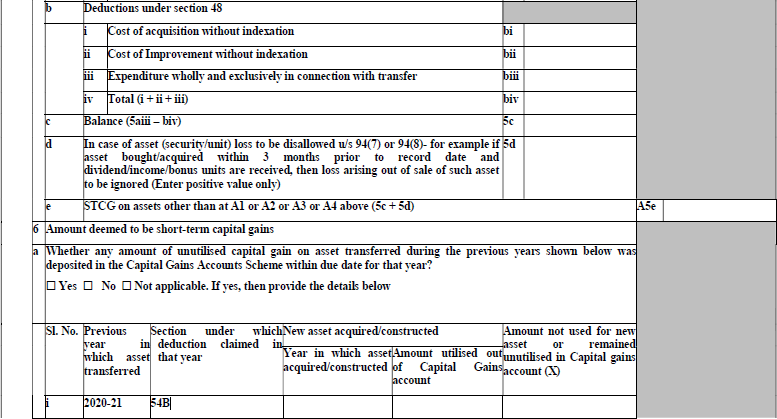 b Deductions under section 48
i Cost of acquisition without indexation bi
ii Cost of Improvement without indexation bii
iii Expenditure wholly and exclusively in connection with transfer biii
iv Total (i + ii + iii) biv
c Balance (5aiii – biv) 5c
d In case of asset (security/unit) loss to be disallowed u/s 94(7) or 94(8)- for example if 5d
asset bought/acquired within 3 months prior to record date and
dividend/income/bonus units are received, then loss arising out of sale of such asset
to be ignored (Enter positive value only)
e STCG on assets other than at A1 or A2 or A3 or A4 above (5c + 5d) A5e
6 Amount deemed to be short-term capital gains
a Whether any amount of unutilised capital gain on asset transferred during the previous years shown below was
deposited in the Capital Gains Accounts Scheme within due date for that year?
☐ Yes ☐ No ☐ Not applicable. If yes, then provide the details below
Sl. No.
Previous
year in
which asset
transferred
Section under which
deduction claimed in
that year
New asset acquired/constructed
Year in which asset
acquired/constructed
Amount utilised out
of Capital Gains
account
Amount not used for new
asset or remained
unutilised in Capital gains
account (X)
i 2020-21 54B